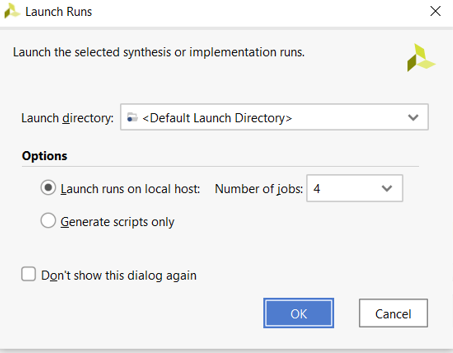 Launch Runs
Launch the selected synthesis or implementation runs.
Launch directory: <Default Launch Directory>
Options
Launch runs on local host: Number of jobs: 4
Generate scripts only
Don't show this dialog again
OK Cancel